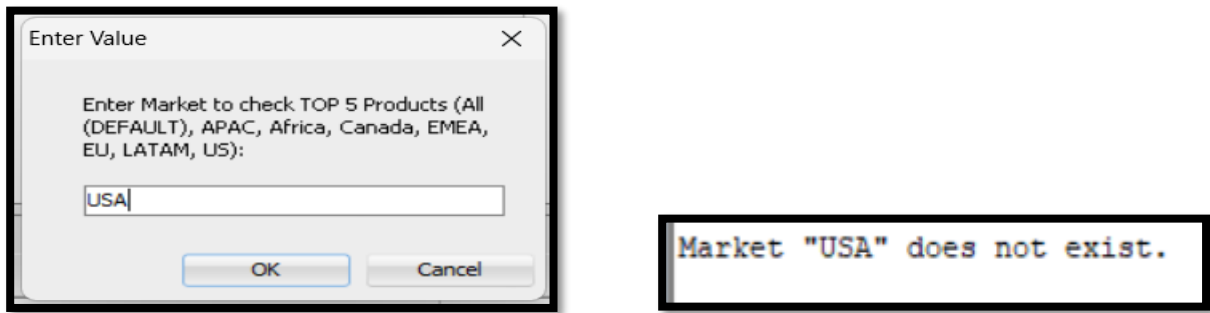 Enter Value
Enter Market to check TOP 5 Products (All
(DEFAULT), APAC, Africa, Canada, EMEA,
EU, LATAM, US):
USA
OK Cancel
Market "USA" does not exist.